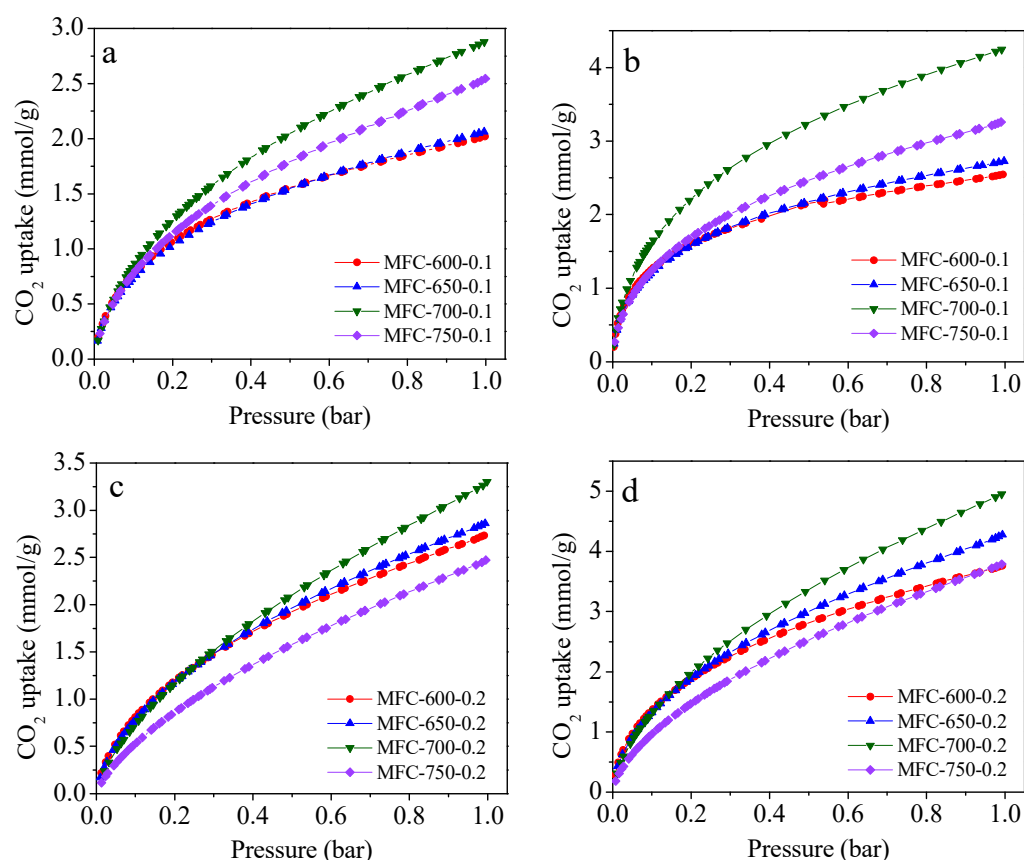 a
3.0
2.5
2.0
1.5
1.0
0.5
0.0
CO2 uptake (mmol/g)
MFC-600-0.1
MFC-650-0.1
MFC-700-0.1
MFC-750-0.1
0.0 0.2 0.4 0.6 0.8 1.0
Pressure (bar)
b
4
3
2
1
0
CO2 uptake (mmol/g)
MFC-600-0.1
MFC-650-0.1
MFC-700-0.1
MFC-750-0.1
0.0 0.2 0.4 0.6 0.8 1.0
Pressure (bar)
c
3.5
3.0
2.5
2.0
1.5
1.0
0.5
0.0
CO2 uptake (mmol/g)
MFC-600-0.2
MFC-650-0.2
MFC-700-0.2
MFC-750-0.2
0.0 0.2 0.4 0.6 0.8 1.0
Pressure (bar)
d
5
4
3
2
1
0
CO2 uptake (mmol/g)
MFC-600-0.2
MFC-650-0.2
MFC-700-0.2
MFC-750-0.2
0.0 0.2 0.4 0.6 0.8 1.0
Pressure (bar)